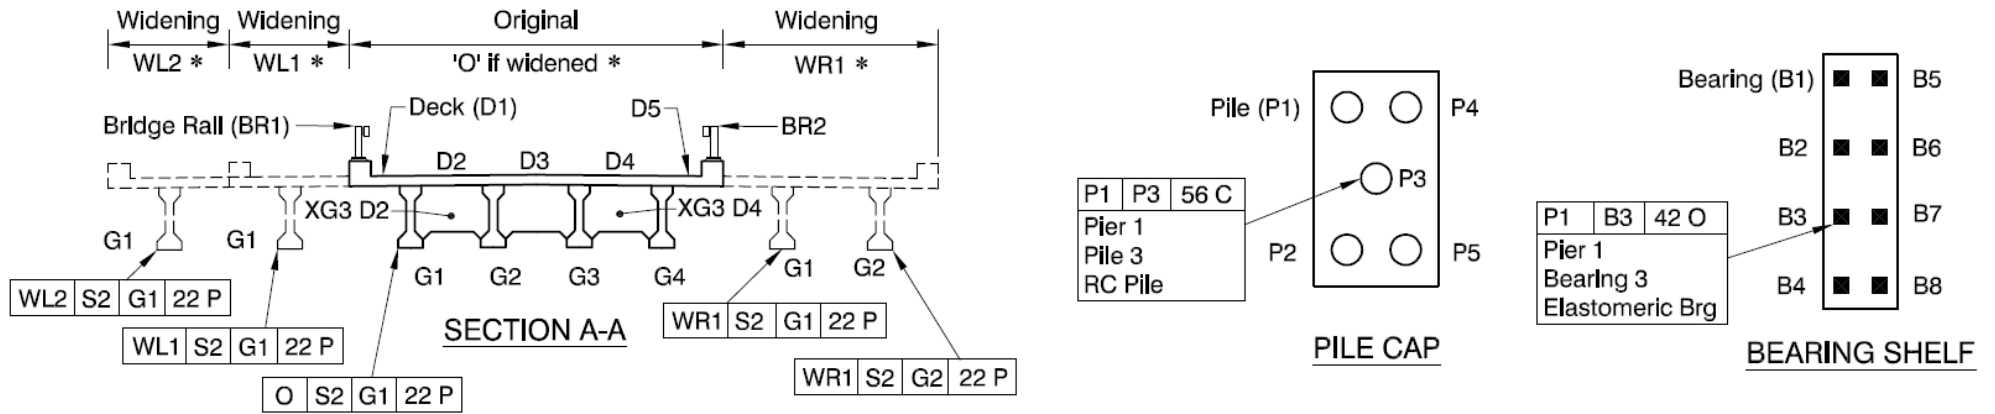 Widening
Widening
Original
Widening
WL2 *
WL1 *
'O' if widened *
WR1 *
Deck (D1)
D5
Bridge Rail (BR1)
BR2
D2
D3
D4
XG3 D2
XG3 D4
G1
G1
G1
G2
G3
G4
G1
G2
WL2 S2 G1 22 P
WL1 S2 G1 22 P
O S2 G1 22 P
WR1 S2 G1 22 P
WR1 S2 G2 22 P
SECTION A-A
Pile (P1)
P4
P3
P2
P5
P1 P3 56 C
Pier 1
Pile 3
RC Pile
PILE CAP
Bearing (B1)
B5
B2
B6
B3
B7
B4
B8
P1 B3 42 O
Pier 1
Bearing 3
Elastomeric Brg
BEARING SHELF